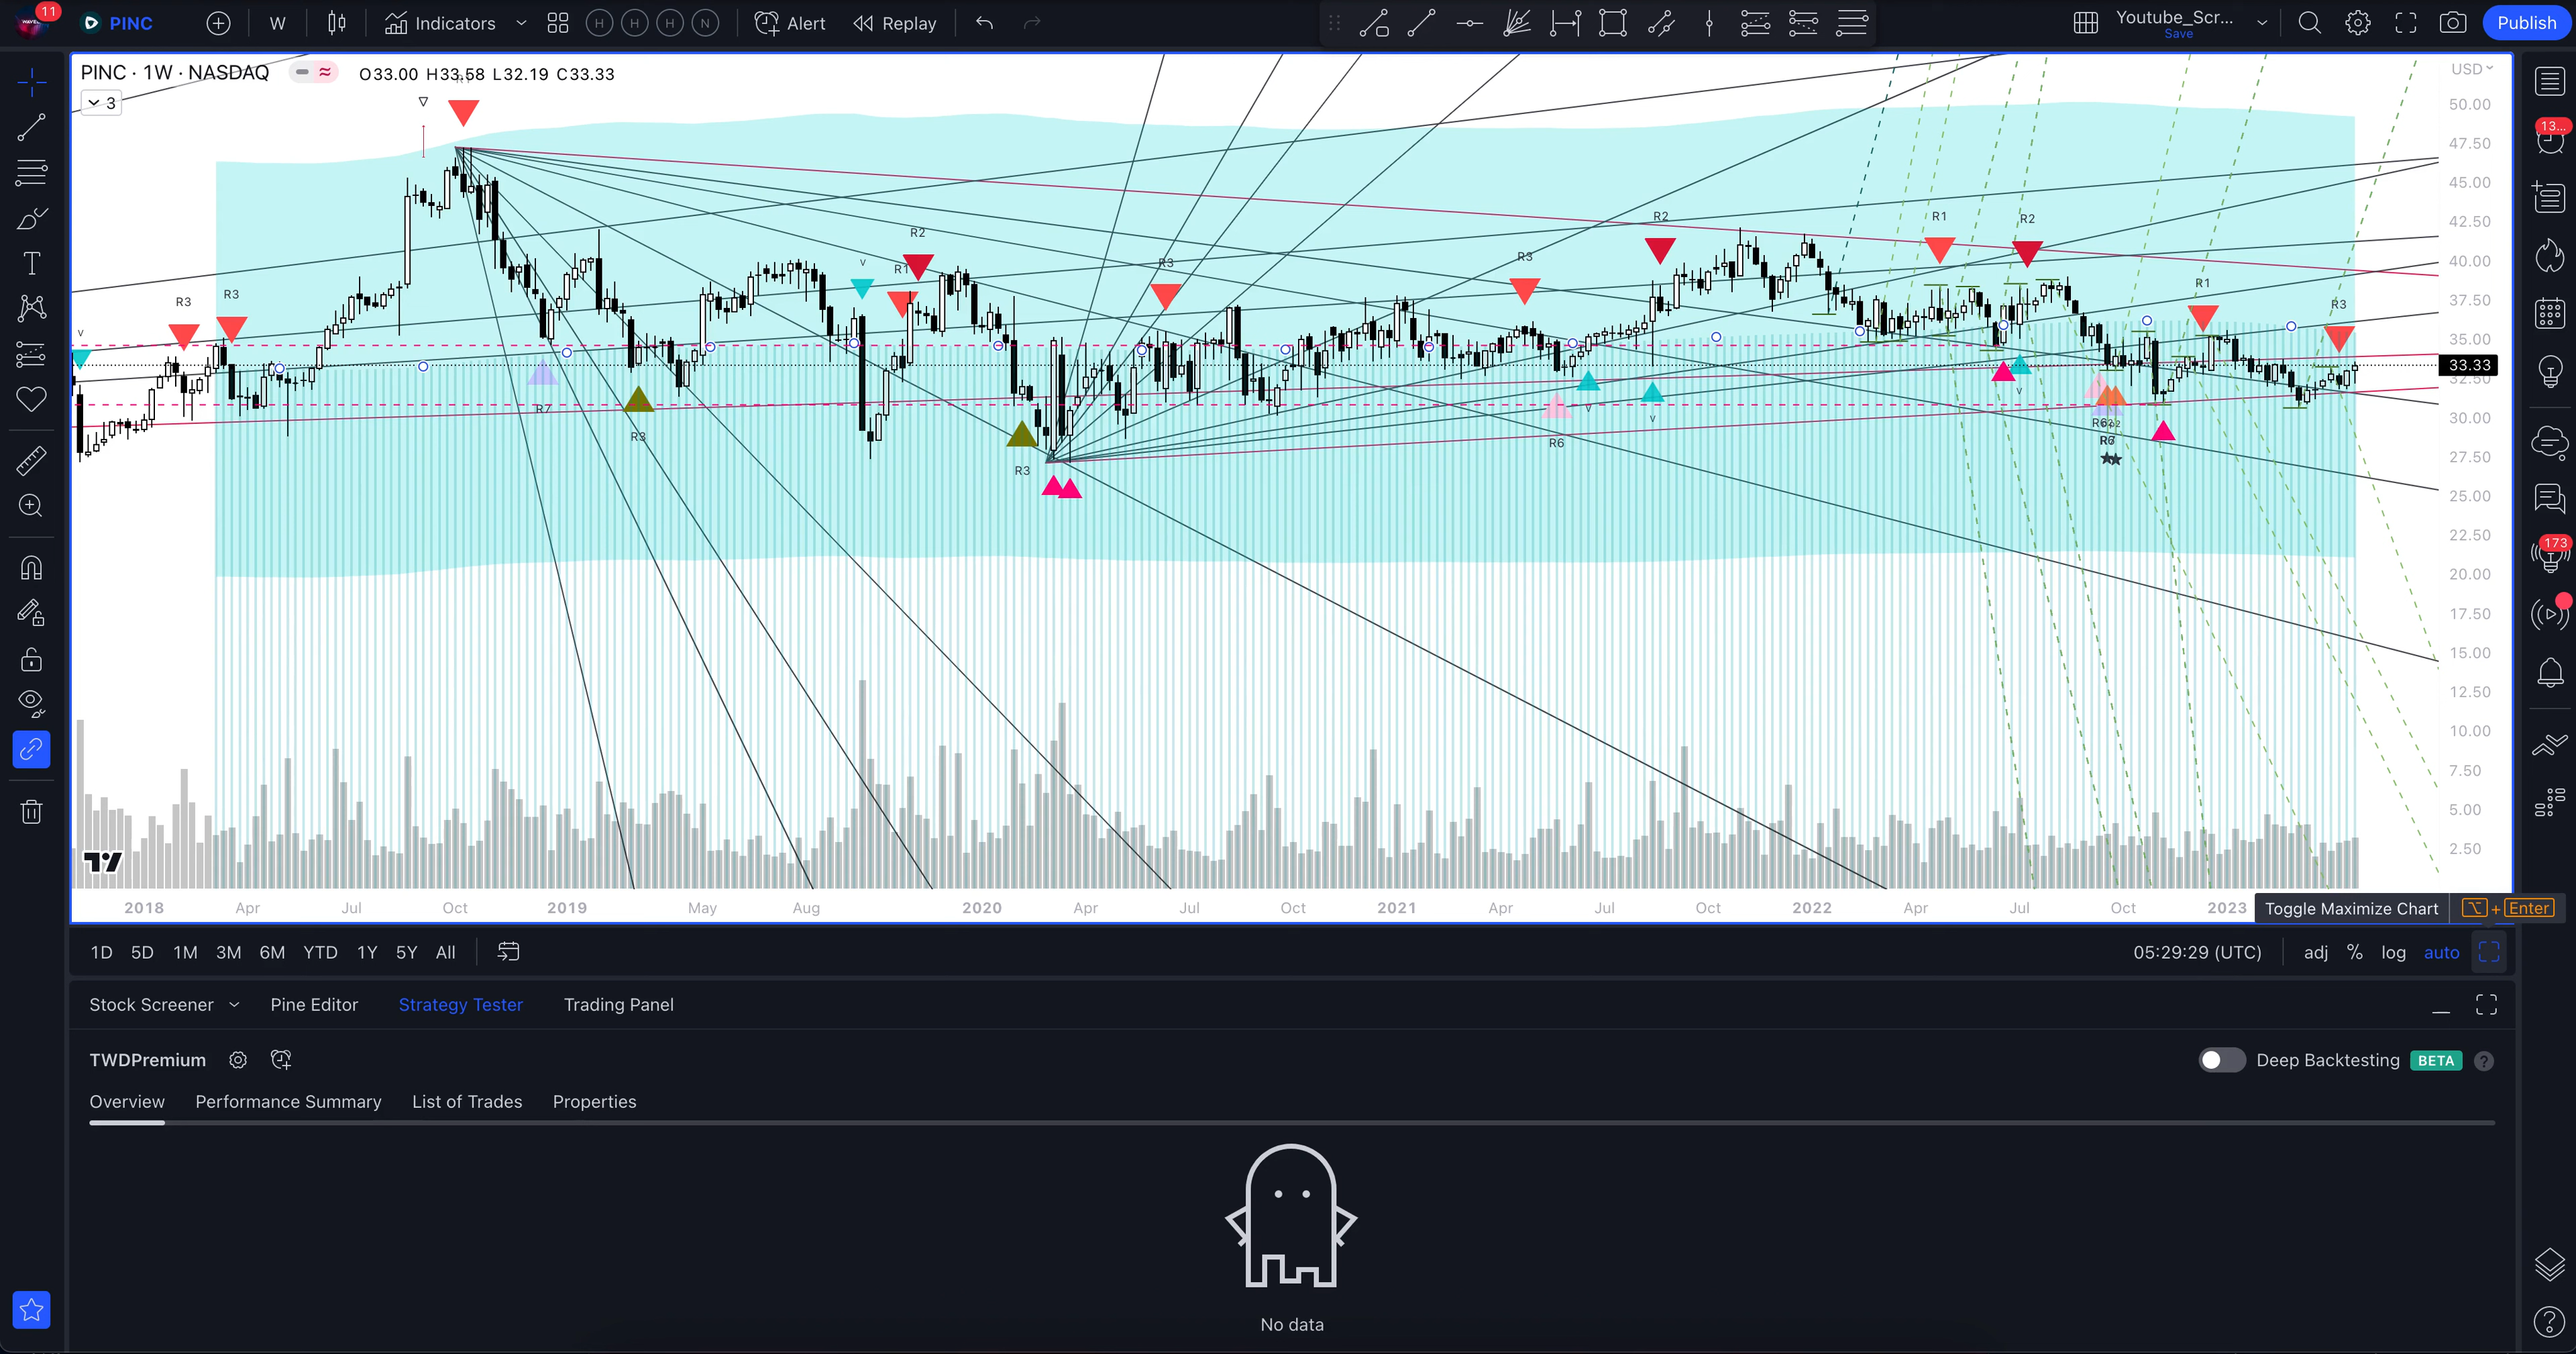 11 PINC W Indicators H H H N Alert Replay Youtube_Scr... Publish
Save
PINC · 1W · NASDAQ O33.00 H33.58 L32.19 C33.33 USD
3
50.00
13...
47.50
45.00
42.50
40.00
37.50
35.00
33.33
32.50
30.00
27.50
25.00
22.50
20.00
17.50
15.00
12.50
10.00
7.50
5.00
2.50
173
R2 R1 R2
R2
V R1 R3 R3
R3 R3 R1 R3
V
R7 R3 R3 R6 V V V
R7
2018 Apr Jul Oct 2019 May Aug 2020 Apr Jul Oct 2021 Apr Jul Oct 2022 Apr Jul Oct 2023 Toggle Maximize Chart ⌥ + Enter
1D 5D 1M 3M 6M YTD 1Y 5Y All 05:29:29 (UTC) adj % log auto
Stock Screener Pine Editor Strategy Tester Trading Panel
TWDPremium Deep Backtesting BETA ?
Overview Performance Summary List of Trades Properties
No data